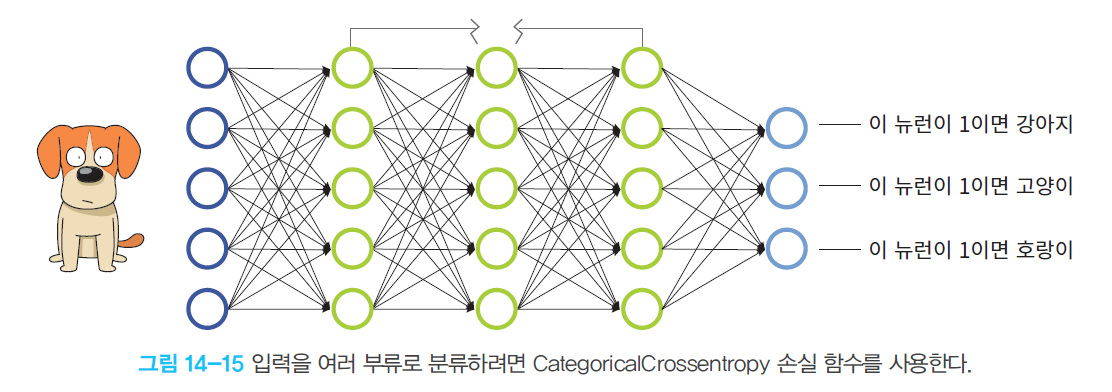 이 뉴런이 1이면 강아지
이 뉴런이 1이면 고양이
이 뉴런이 1이면 호랑이
그림 14-15 입력을 여러 부류로 분류하려면 CategoricalCrossentropy 손실 함수를 사용한다.